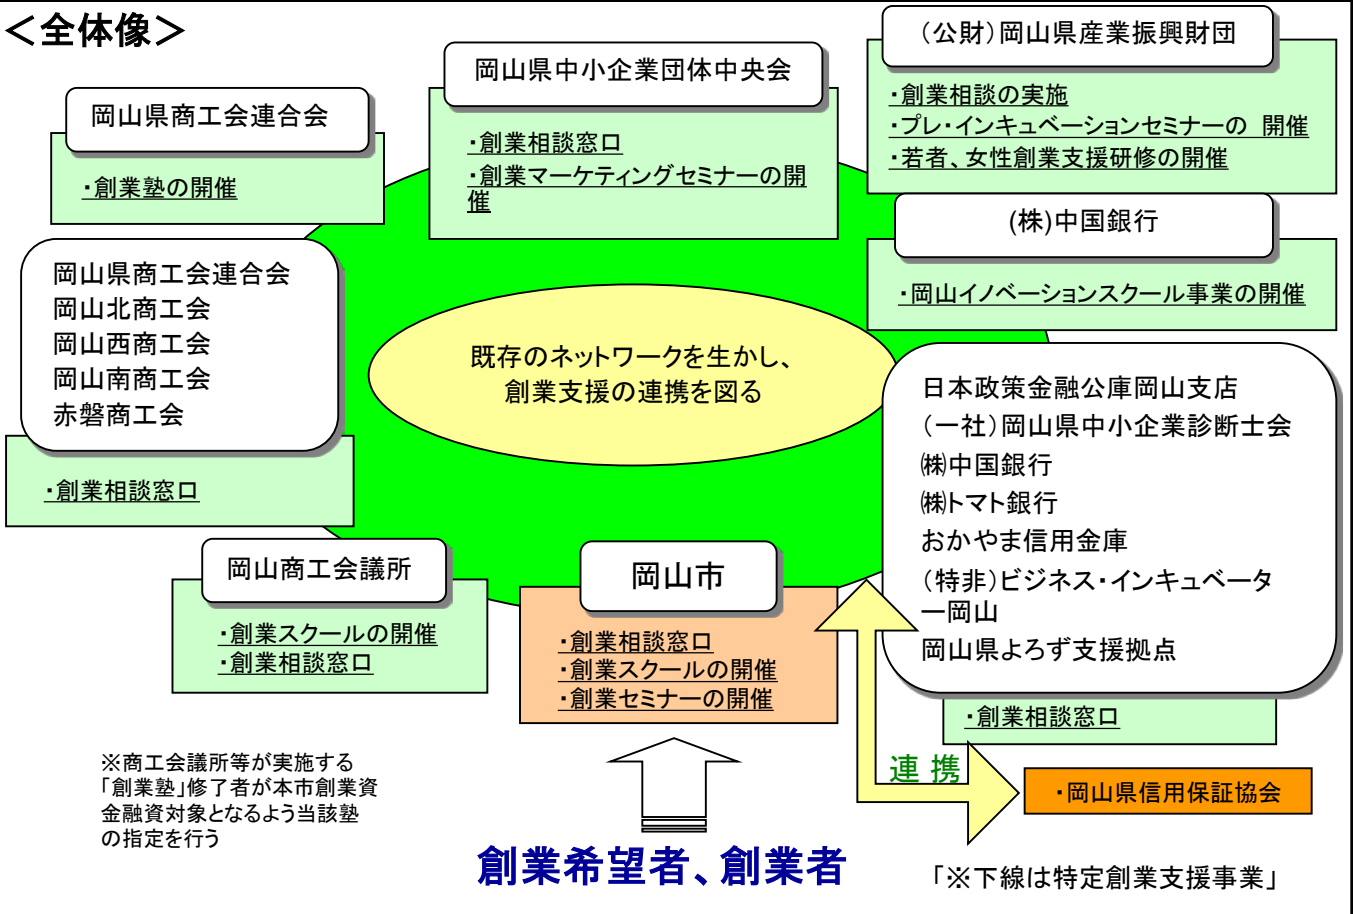 ＜全体像＞
（公財）岡山県産業振興財団
・創業相談の実施
・プレ・インキュベーションセミナーの　開催
・若者、女性創業支援研修の開催
岡山県中小企業団体中央会
・創業相談窓口
・創業マーケティングセミナーの開
催
岡山県商工会連合会
・創業塾の開催
(株)中国銀行
・岡山イノベーションスクール事業の開催
岡山県商工会連合会
岡山北商工会
岡山西商工会
岡山南商工会
赤磐商工会
・創業相談窓口
既存のネットワークを生かし、
創業支援の連携を図る
日本政策金融公庫岡山支店
（一社）岡山県中小企業診断士会
㈱中国銀行
㈱トマト銀行
おかやま信用金庫
（特非）ビジネス・インキュベータ
ー岡山
岡山県よろず支援拠点
・創業相談窓口
岡山商工会議所
・創業スクールの開催
・創業相談窓口
岡山市
・創業相談窓口
・創業スクールの開催
・創業セミナーの開催
連 携
・岡山県信用保証協会
※商工会議所等が実施する
「創業塾」修了者が本市創業資
金融資対象となるよう当該塾
の指定を行う
創業希望者、創業者
「※下線は特定創業支援事業」